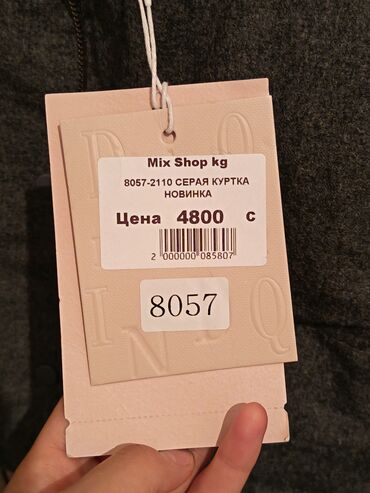 Mix Shop kg
8057-2110 СЕРАЯ КУРТКА
НОВИНКА
Цена 4800 с
2 000000 085807
8057